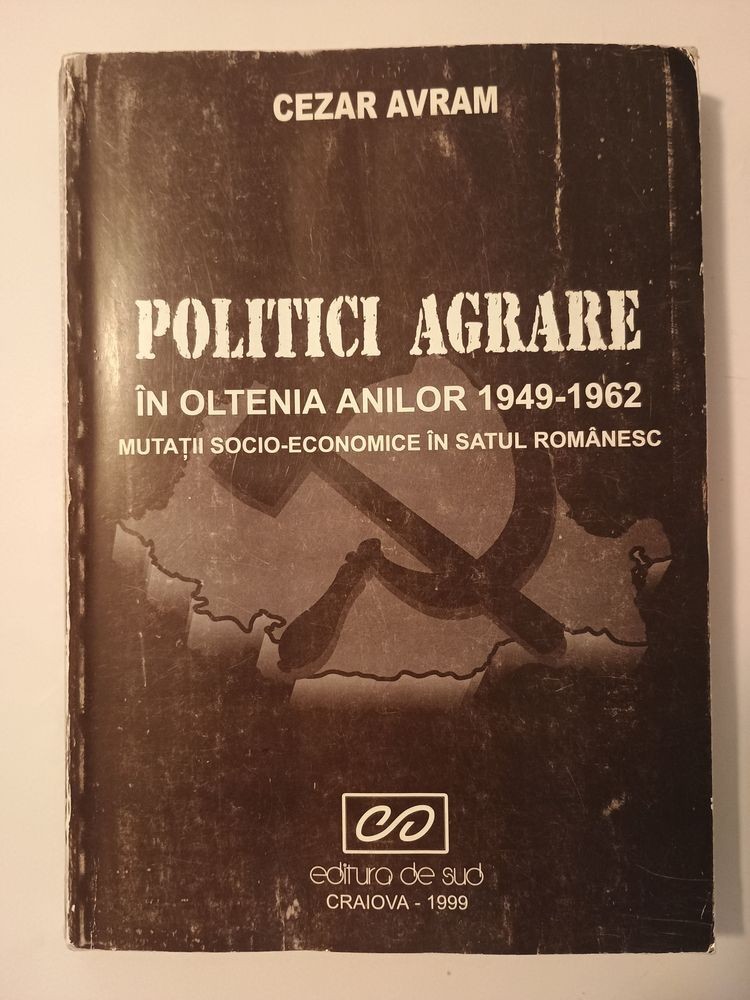 CEZAR AVRAM
POLITICI AGRARE
ÎN OLTENIA ANILOR 1949-1962
MUTAȚII SOCIO-ECONOMICE ÎN SATUL ROMÂNESC
editura de sud
CRAIOVA - 1999